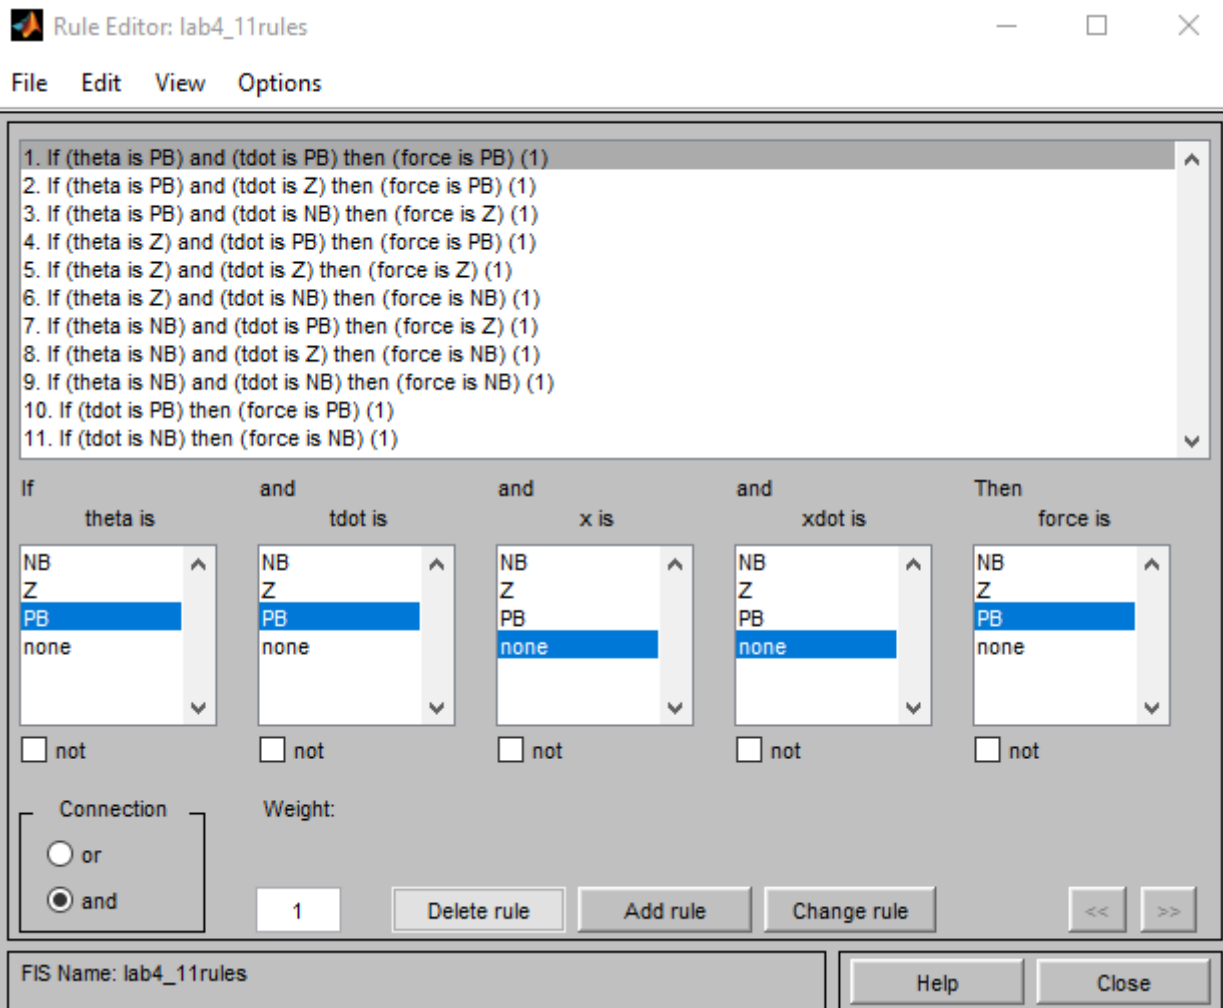 Rule Editor: lab4_11rules
File Edit View Options
1. If (theta is PB) and (tdot is PB) then (force is PB) (1)
2. If (theta is PB) and (tdot is Z) then (force is PB) (1)
3. If (theta is PB) and (tdot is NB) then (force is Z) (1)
4. If (theta is Z) and (tdot is PB) then (force is PB) (1)
5. If (theta is Z) and (tdot is Z) then (force is Z) (1)
6. If (theta is Z) and (tdot is NB) then (force is NB) (1)
7. If (theta is NB) and (tdot is PB) then (force is Z) (1)
8. If (theta is NB) and (tdot is Z) then (force is NB) (1)
9. If (theta is NB) and (tdot is NB) then (force is NB) (1)
10. If (tdot is PB) then (force is PB) (1)
11. If (tdot is NB) then (force is NB) (1)
If and and and Then
theta is tdot is x is xdot is force is
NB NB NB NB NB
Z Z Z Z Z
PB PB PB PB PB
none none none none none
not not not not not
Connection Weight:
or
and 1 Delete rule Add rule Change rule << >>
FIS Name: lab4_11rules Help Close